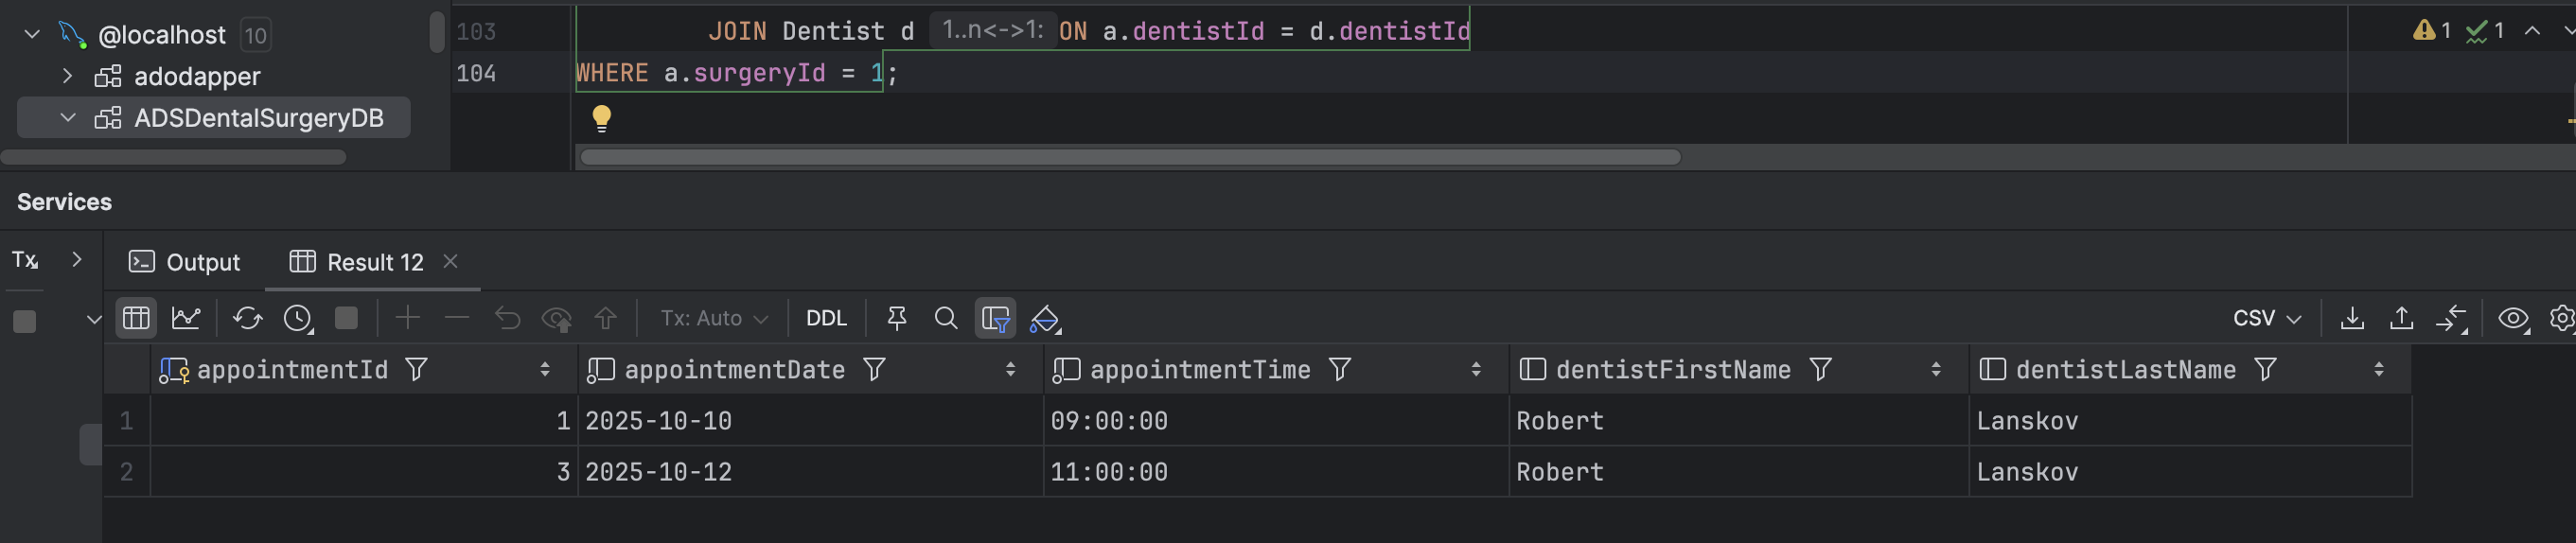 @localhost 10
adodapper
ADSDentalSurgeryDB
103 JOIN Dentist d 1..n<->1: ON a.dentistId = d.dentistId
104 WHERE a.surgeryId = 1;
1 1
Services
Tx
Output Result 12
Tx: Auto DDL CSV
appointmentId appointmentDate appointmentTime dentistFirstName dentistLastName
1 1 2025-10-10 09:00:00 Robert Lanskov
2 3 2025-10-12 11:00:00 Robert Lanskov